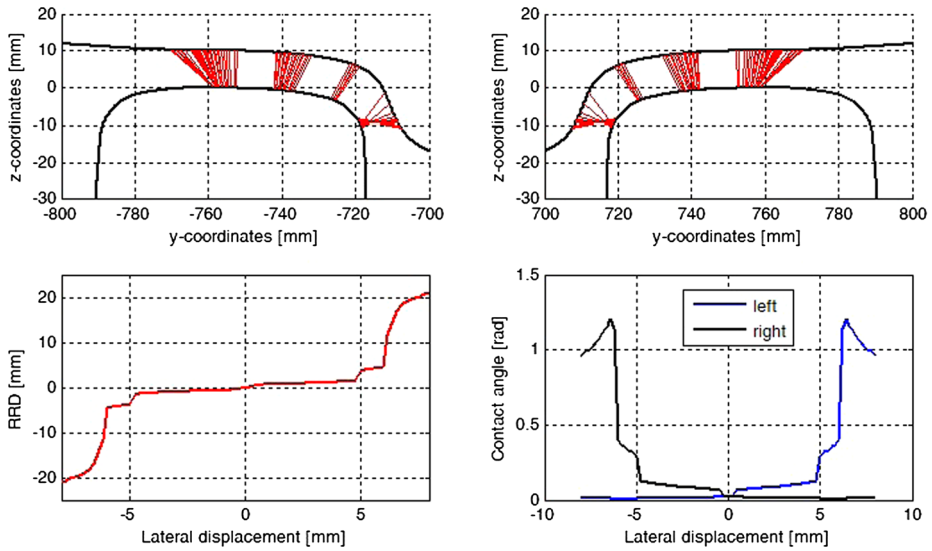 z-coordinates [mm]
20
10
0
-10
-20
-30
-800 -780 -760 -740 -720 -700
y-coordinates [mm]
z-coordinates [mm]
20
10
0
-10
-20
-30
700 720 740 760 780 800
y-coordinates [mm]
RRD [mm]
20
10
0
-10
-20
-5 0 5
Lateral displacement [mm]
Contact angle [rad]
1.5
1
0.5
0
-10 -5 0 5 10
Lateral displacement [mm]
left
right